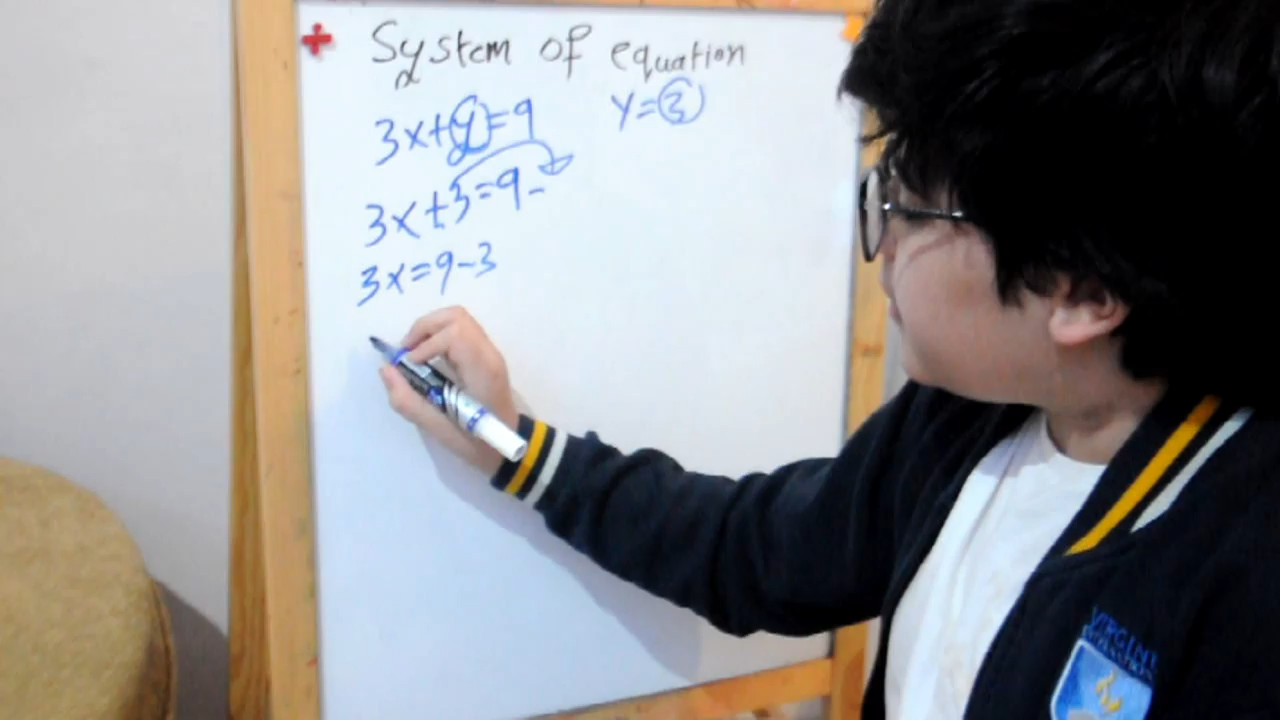 System of equation
3x+y=9 y=3
3x+3=9-
3x=9-3